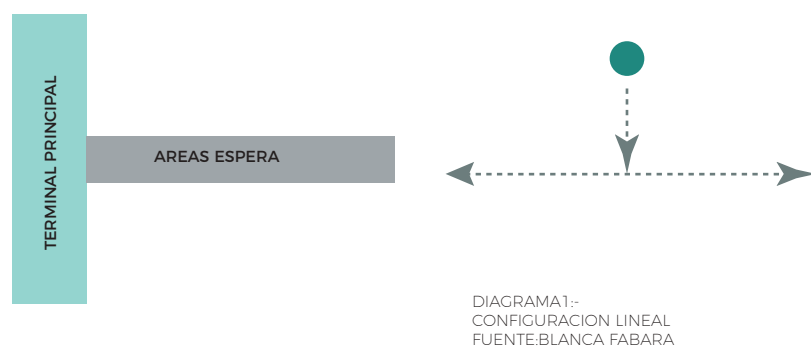 TERMINAL PRINCIPAL
AREAS ESPERA
DIAGRAMA1:-
CONFIGURACION LINEAL
FUENTE:BLANCA FABARA